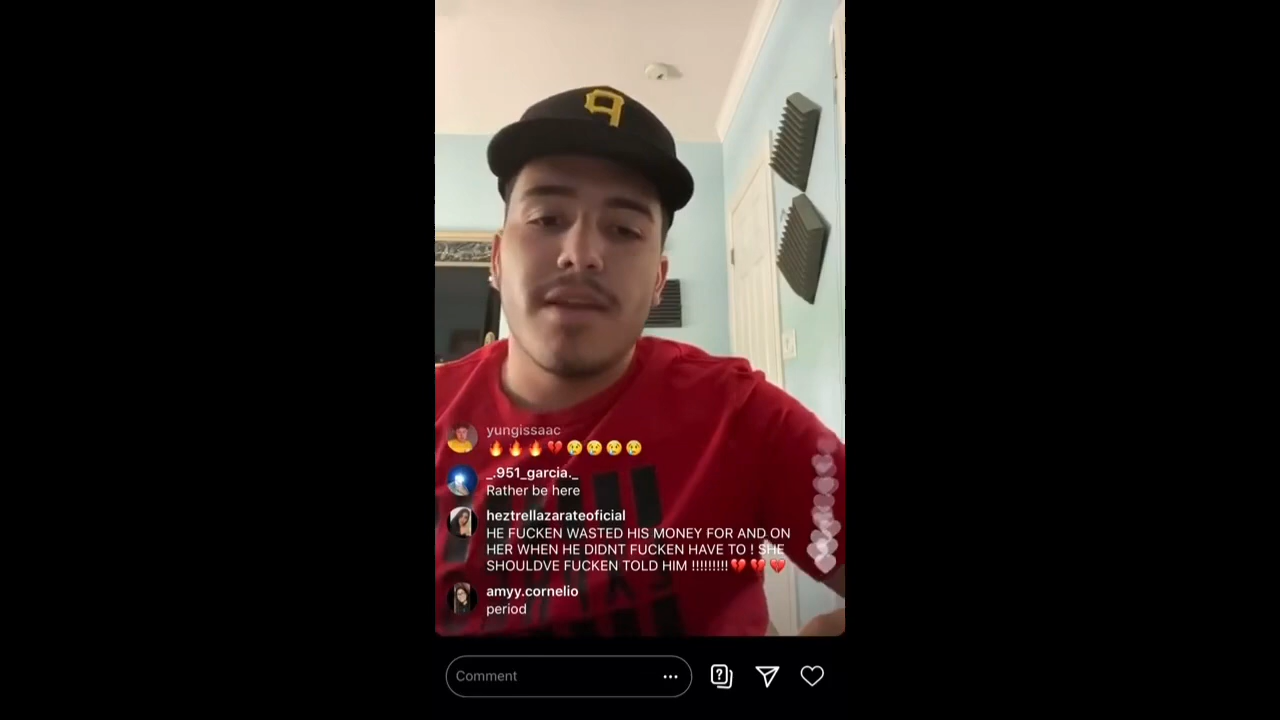 yungissaac
🔥🔥🔥💔😢😢😢😢
_.951_garcia._
Rather be here
heztrellazarateoficial
HE FUCKEN WASTED HIS MONEY FOR AND ON
HER WHEN HE DIDNT FUCKEN HAVE TO ! SHE
SHOULDVE FUCKEN TOLD HIM !!!!!!!!!💔💔💔
amyy.cornelio
period
Comment